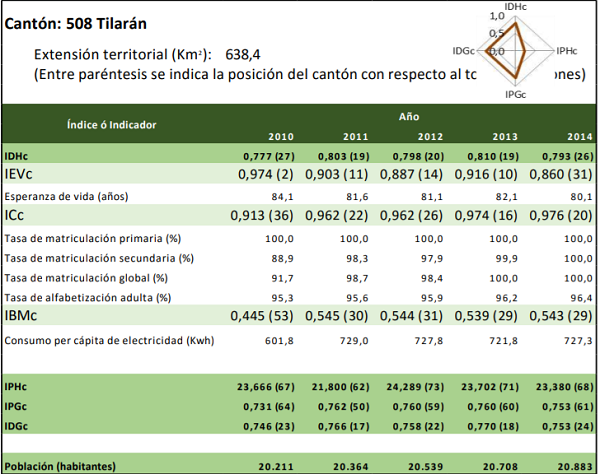 Cantón: 508 Tilarán
Extensión territorial (Km²): 638,4
(Entre paréntesis se indica la posición del cantón con respecto al to ones)
IDHc
1,0
0,5
0,0
IDGc
IPHc
IPGc
Índice ó Indicador Año
2010 2011 2012 2013 2014
IDHc 0,777 (27) 0,803 (19) 0,798 (20) 0,810 (19) 0,793 (26)
IEVc 0,974 (2) 0,903 (11) 0,887 (14) 0,916 (10) 0,860 (31)
Esperanza de vida (años) 84,1 81,6 81,1 82,1 80,1
ICc 0,913 (36) 0,962 (22) 0,962 (26) 0,974 (16) 0,976 (20)
Tasa de matriculación primaria (%) 100,0 100,0 100,0 100,0 100,0
Tasa de matriculación secundaria (%) 88,9 98,3 97,9 99,9 100,0
Tasa de matriculación global (%) 91,7 98,7 98,4 100,0 100,0
Tasa de alfabetización adulta (%) 95,3 95,6 95,9 96,2 96,4
IBMc 0,445 (53) 0,545 (30) 0,544 (31) 0,539 (29) 0,543 (29)
Consumo per cápita de electricidad (Kwh) 601,8 729,0 727,8 721,8 727,3
IPHc 23,666 (67) 21,800 (62) 24,289 (73) 23,702 (71) 23,380 (68)
IPGc 0,731 (64) 0,762 (50) 0,760 (59) 0,760 (60) 0,753 (61)
IDGc 0,746 (23) 0,766 (17) 0,758 (22) 0,770 (18) 0,753 (24)
Población (habitantes) 20.211 20.364 20.539 20.708 20.883